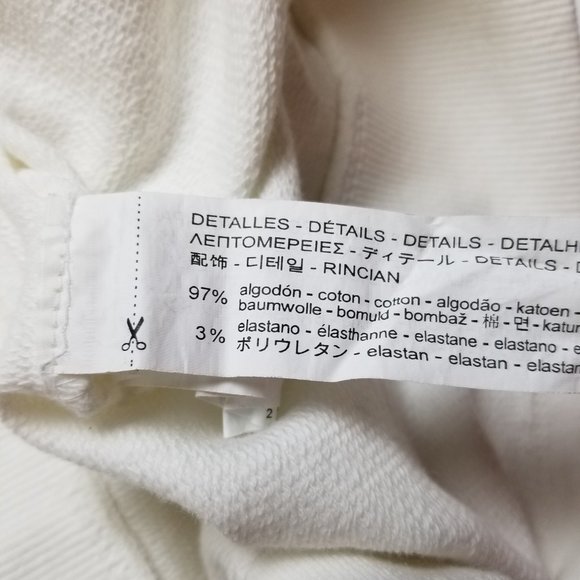 DETALLES - DÉTAILS - DETAILS - DETALH
ΛΕΠΤΟΜΕΡΕΙΕΣ - ディテール - DETAILS - D
配饰 - 디테일 - RINCIAN
97% algodón - coton - cotton - algodão - katoen -
baumwolle - bomuld - bombaž - 棉 - 면 - katun
3% elastano - élasthanne - elastane - elastano - e
ポリウレタン - elastan - elastan - elastan
2